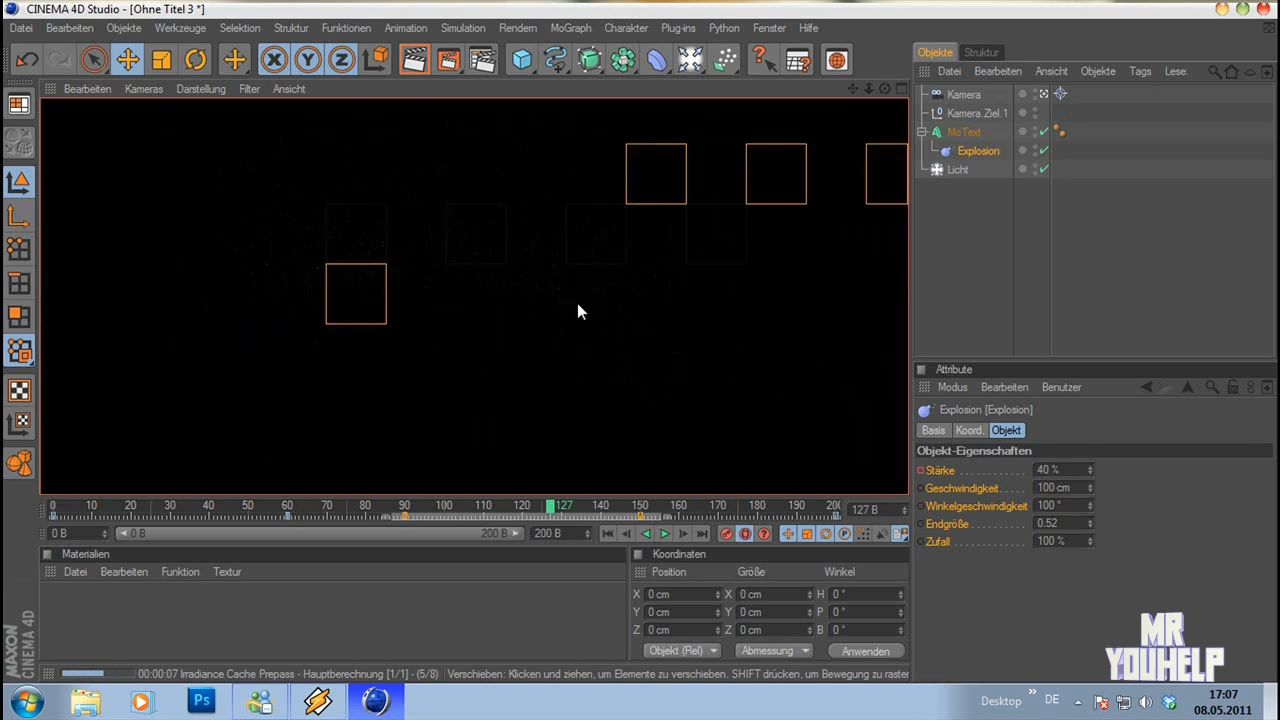 CINEMA 4D Studio - [Ohne Titel 3 *]
Datei Bearbeiten Objekte Werkzeuge Selektion Struktur Funktionen Animation Simulation Rendern MoGraph Charakter Plug-ins Python Fenster Hilfe
X Y Z
Objekte Struktur
Datei Bearbeiten Ansicht Objekte Tags Lese:
Bearbeiten Kameras Darstellung Filter Ansicht
Kamera
Kamera.Ziel.1
MoText
Explosion
Licht
Attribute
Modus Bearbeiten Benutzer
Explosion [Explosion]
Basis Koord. Objekt
Objekt-Eigenschaften
Stärke 40 %
Geschwindigkeit 100 cm
Winkelgeschwindigkeit 100 °
Endgröße 0.52
Zufall 100 %
0 10 20 30 40 50 60 70 80 90 100 110 120 127 140 150 160 170 180 190 200 127 B
0 B 0 B 200 B 200 B
Materialien
Datei Bearbeiten Funktion Textur
Koordinaten
Position Größe Winkel
X 0 cm X 0 cm H 0 °
Y 0 cm Y 0 cm P 0 °
Z 0 cm Z 0 cm B 0 °
Objekt (Rel) Abmessung Anwenden
MAXON CINEMA 4D
00:00:07 Irradiance Cache Prepass - Hauptberechnung [1/1] - (5/8) Verschieben: Klicken und ziehen, um Elemente zu verschieben. SHIFT drücken, um Bewegung zu raster
MR
YOUHELP
Ps
Desktop DE 17:07
08.05.2011